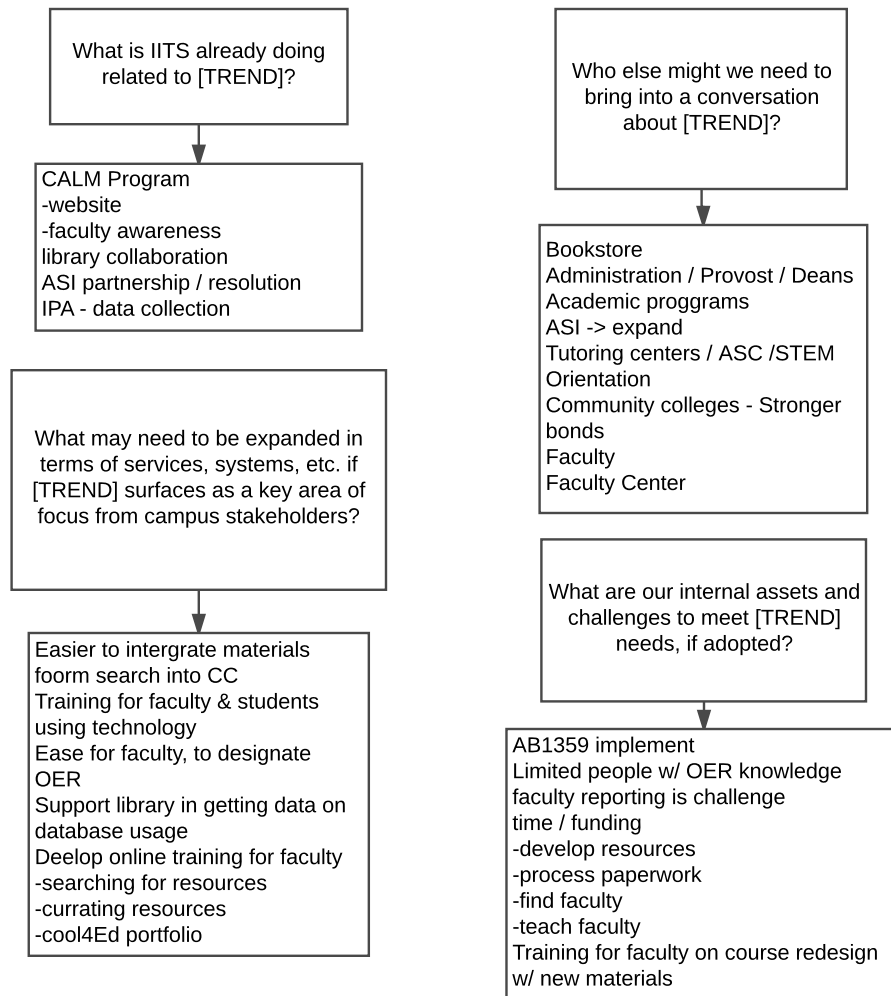 What is IITS already doing
related to [TREND]?
CALM Program
-website
-faculty awareness
library collaboration
ASI partnership / resolution
IPA - data collection
What may need to be expanded in
terms of services, systems, etc. if
[TREND] surfaces as a key area of
focus from campus stakeholders?
Easier to intergrate materials
foorm search into CC
Training for faculty & students
using technology
Ease for faculty, to designate
OER
Support library in getting data on
database usage
Deelop online training for faculty
-searching for resources
-currating resources
-cool4Ed portfolio
Who else might we need to
bring into a conversation
about [TREND]?
Bookstore
Administration / Provost / Deans
Academic proggrams
ASI -> expand
Tutoring centers / ASC /STEM
Orientation
Community colleges - Stronger
bonds
Faculty
Faculty Center
What are our internal assets and
challenges to meet [TREND]
needs, if adopted?
AB1359 implement
Limited people w/ OER knowledge
faculty reporting is challenge
time / funding
-develop resources
-process paperwork
-find faculty
-teach faculty
Training for faculty on course redesign
w/ new materials